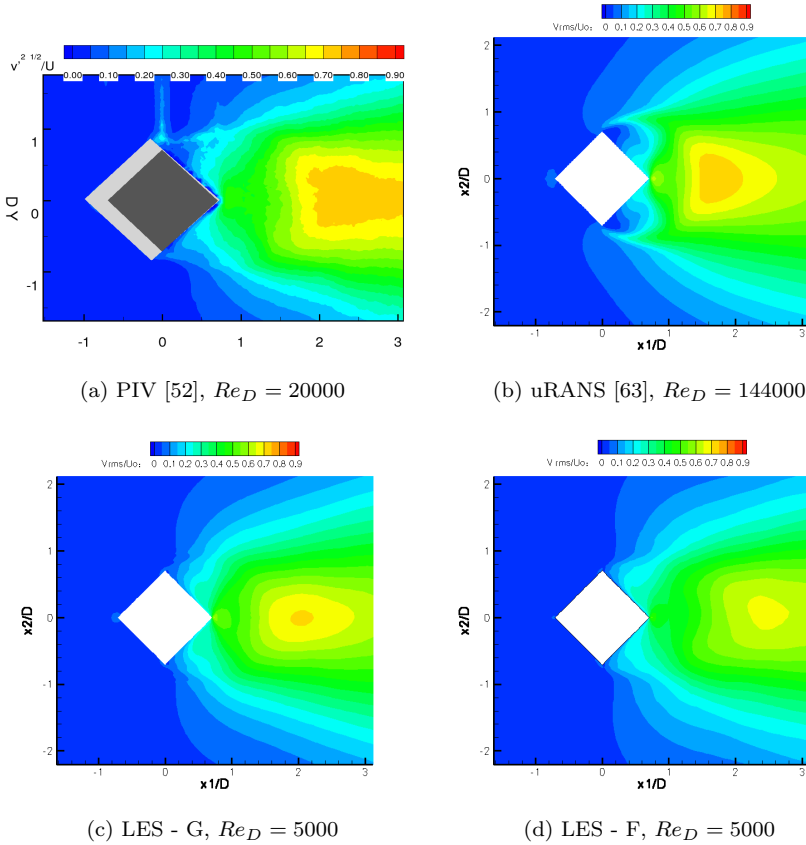 v'² ¹/²/U
0.00 0.10 0.20 0.30 0.40 0.50 0.60 0.70 0.80 0.90
1
0
-1
D Y
-1 0 1 2 3
(a) PIV [52], Re_D = 20000
Vrms/Uo: 0 0.1 0.2 0.3 0.4 0.5 0.6 0.7 0.8 0.9
2
1
0
-1
-2
x2/D
-1 0 1 2 3
x1/D
(b) uRANS [63], Re_D = 144000
Vrms/Uo: 0 0.1 0.2 0.3 0.4 0.5 0.6 0.7 0.8 0.9
2
1
0
-1
-2
x2/D
-1 0 1 2 3
x1/D
(c) LES - G, Re_D = 5000
Vrms/Uo: 0 0.1 0.2 0.3 0.4 0.5 0.6 0.7 0.8 0.9
2
1
0
-1
-2
x2/D
-1 0 1 2 3
x1/D
(d) LES - F, Re_D = 5000